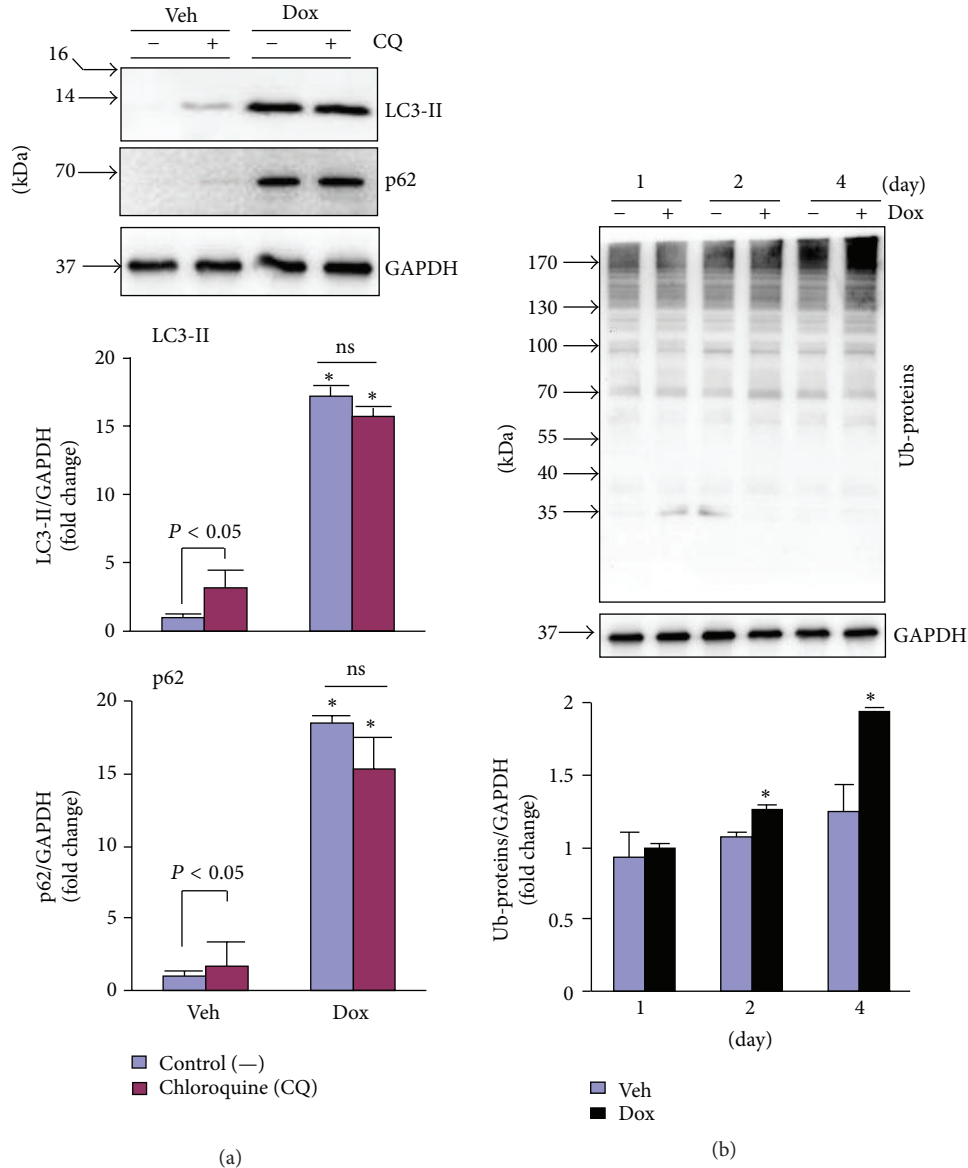 Veh Dox
− + − + CQ
16
14
LC3-II
(kDa)
70
p62
37
GAPDH
LC3-II
20
15
10
5
0
LC3-II/GAPDH
(fold change)
P < 0.05
ns
* *
p62
20
15
10
5
0
p62/GAPDH
(fold change)
P < 0.05
ns
* *
Veh Dox
Control (—)
Chloroquine (CQ)
(a)
1 2 4 (day)
− + − + − + Dox
170
130
100
70
55
40
35
(kDa)
Ub-proteins
37
GAPDH
2
1.5
1
0.5
0
Ub-proteins/GAPDH
(fold change)
*
*
1 2 4
(day)
Veh
Dox
(b)